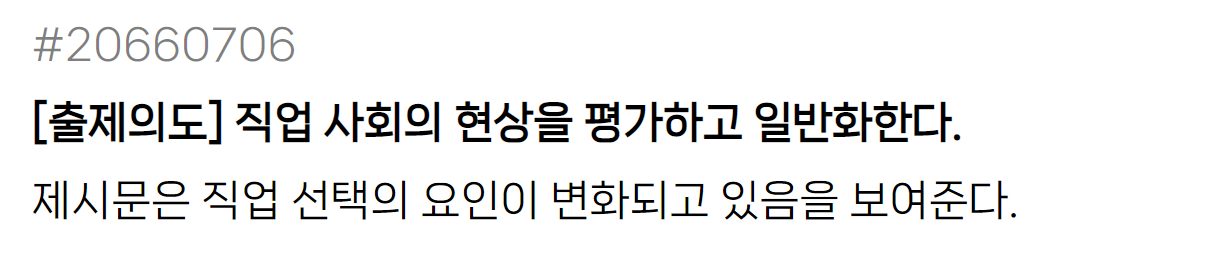 #20660706
[출제의도] 직업 사회의 현상을 평가하고 일반화한다.
제시문은 직업 선택의 요인이 변화되고 있음을 보여준다.